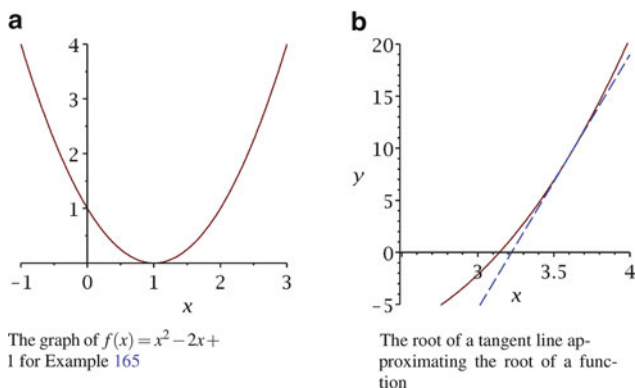 a
4
3
2
1
-1 0 1 2 3
x
The graph of f(x) = x² − 2x +
1 for Example 165
b
20
15
y 10
5
0
3 3.5 4
x
-5
The root of a tangent line ap-
proximating the root of a func-
tion